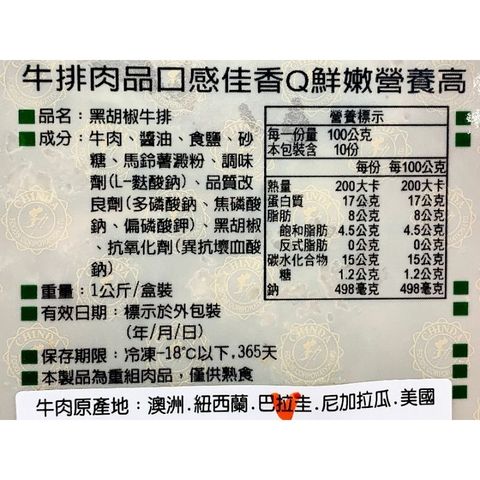 牛排肉品口感佳香Q鮮嫩營養高
品名：黑胡椒牛排
成分：牛肉、醬油、食鹽、砂
糖、馬鈴薯澱粉、調味
劑(L-麩酸鈉)、品質改
良劑(多磷酸鈉、焦磷酸
鈉、偏磷酸鉀)、黑胡椒
、抗氧化劑(異抗壞血酸
鈉)
重量：1公斤/盒裝
有效日期：標示於外包裝
(年/月/日)
保存期限：冷凍-18℃以下,365天
本製品為重組肉品，僅供熟食
營養標示
每一份量 100公克
本包裝含 10份
每份 每100公克
熱量 200大卡 200大卡
蛋白質 17公克 17公克
脂肪 8公克 8公克
飽和脂肪 4.5公克 4.5公克
反式脂肪 0公克 0公克
碳水化合物 15公克 15公克
糖 1.2公克 1.2公克
鈉 498毫克 498毫克
牛肉原產地：澳洲.紐西蘭.巴拉圭.尼加拉瓜.美國